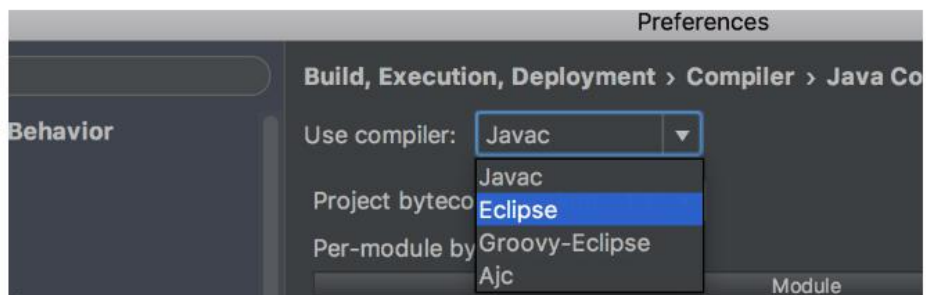 Preferences
Build, Execution, Deployment › Compiler › Java Co
Behavior
Use compiler: Javac
Javac
Project byteco
Eclipse
Per-module by
Groovy-Eclipse
Ajc
Module